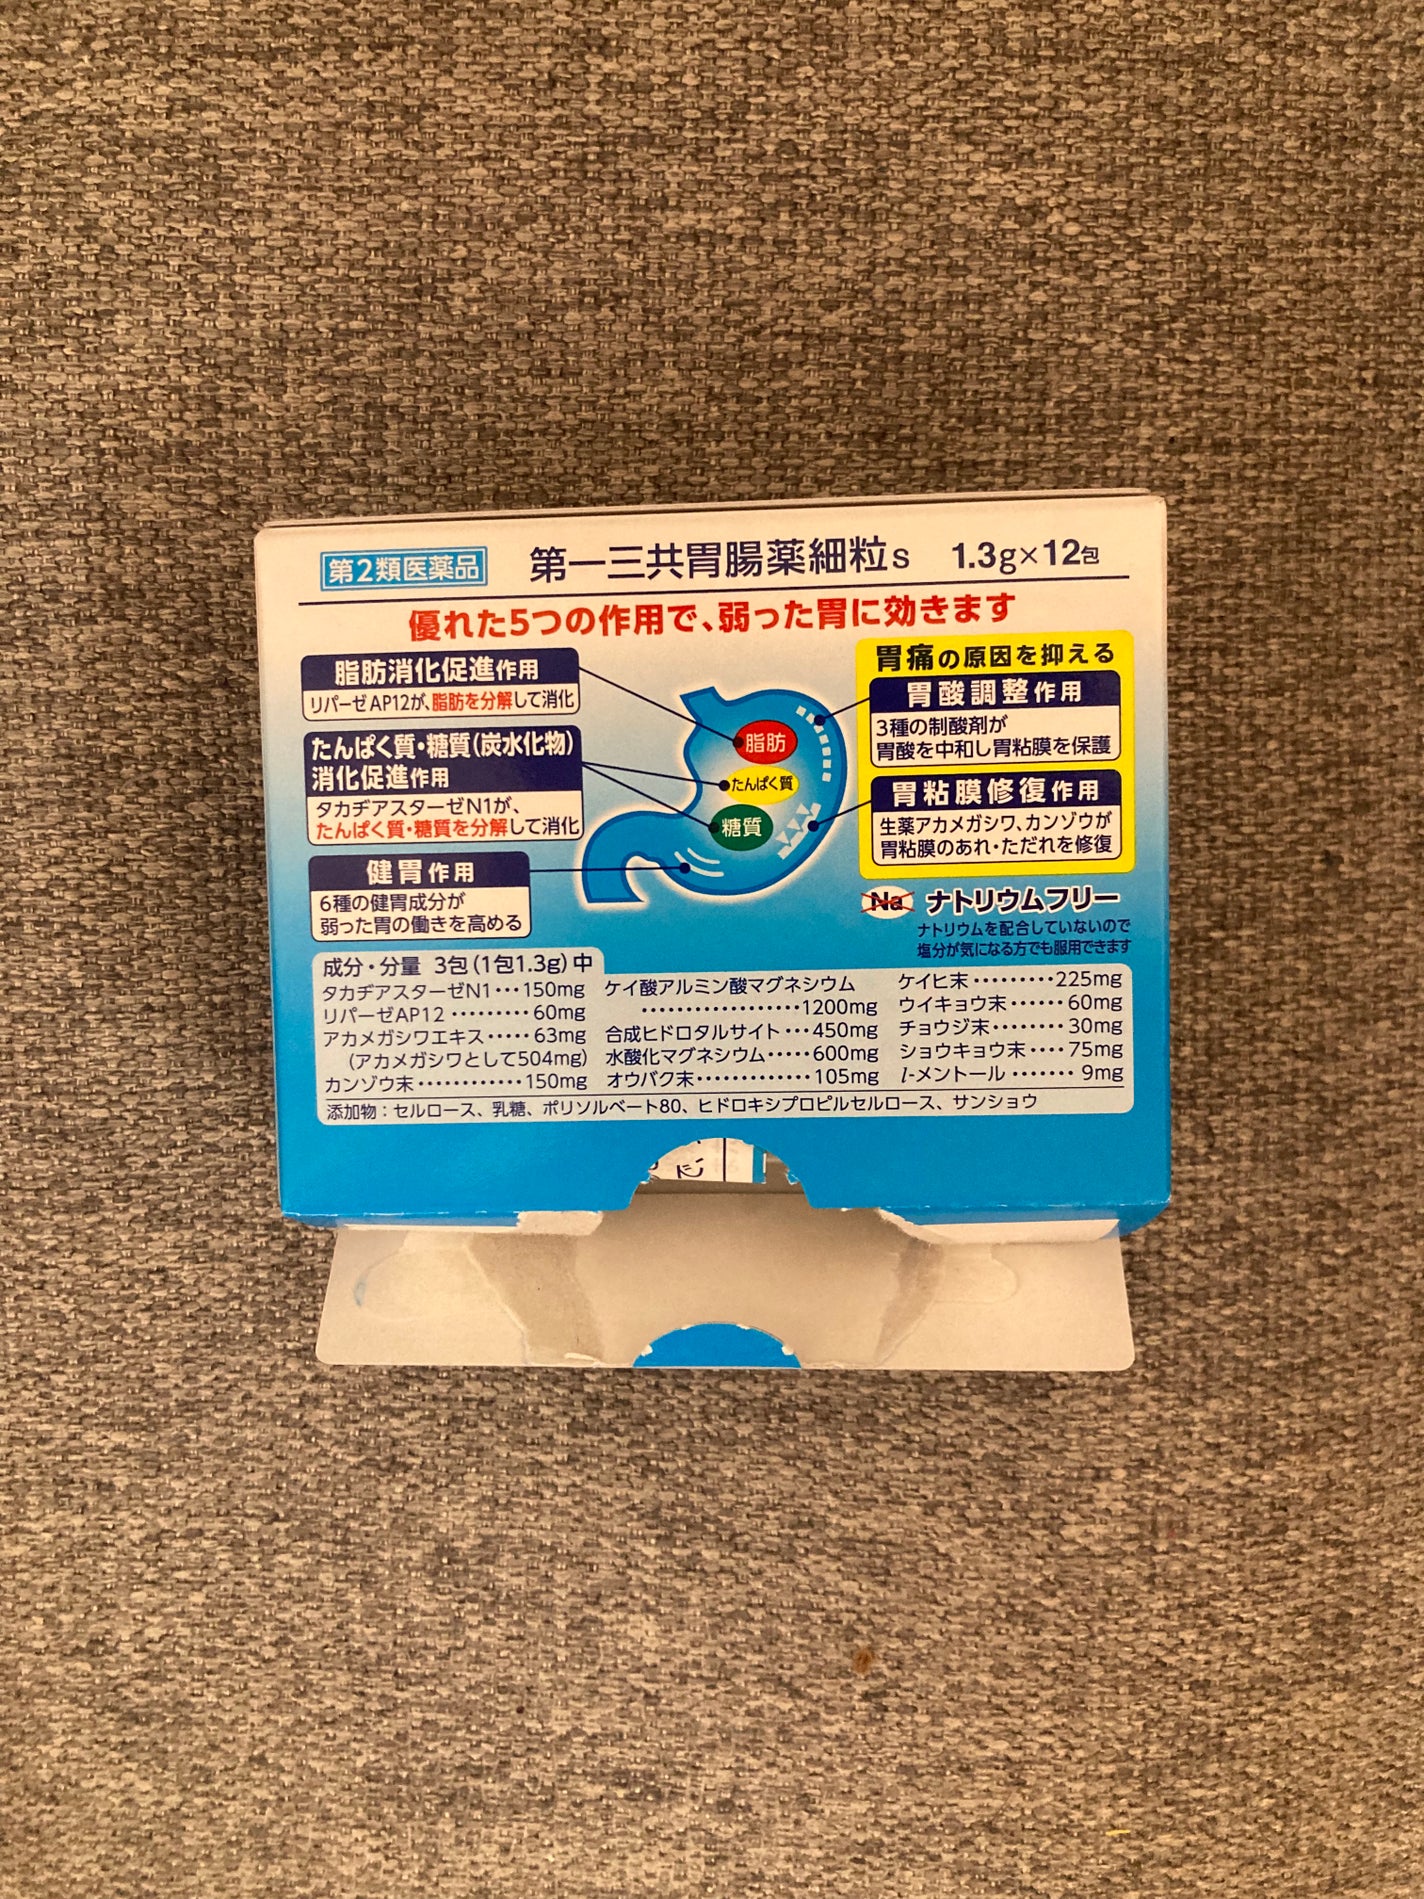 第2類医薬品 第一三共胃腸薬細粒s 1.3g×12包
優れた5つの作用で、弱った胃に効きます
脂肪消化促進作用
リパーゼAP12が、脂肪を分解して消化
たんぱく質・糖質(炭水化物)
消化促進作用
タカヂアスターゼN1が、
たんぱく質・糖質を分解して消化
健胃作用
6種の健胃成分が
弱った胃の働きを高める
脂肪
たんぱく質
糖質
胃痛の原因を抑える
胃酸調整作用
3種の制酸剤が
胃酸を中和し胃粘膜を保護
胃粘膜修復作用
生薬アカメガシワ、カンゾウが
胃粘膜のあれ・ただれを修復
Na ナトリウムフリー
ナトリウムを配合していないので
塩分が気になる方でも服用できます
成分・分量 3包(1包1.3g)中
タカヂアスターゼN1・・・150mg
リパーゼAP12・・・・・・・・・60mg
アカメガシワエキス・・・・・63mg
(アカメガシワとして504mg)
カンゾウ末・・・・・・・・・・・・150mg
ケイ酸アルミン酸マグネシウム
・・・・・・・・・・・・・・・・・・1200mg
合成ヒドロタルサイト・・・450mg
水酸化マグネシウム・・・・・600mg
オウバク末・・・・・・・・・・・・・105mg
ケイヒ末・・・・・・・・・225mg
ウイキョウ末・・・・・・60mg
チョウジ末・・・・・・・・30mg
ショウキョウ末・・・・75mg
l-メントール・・・・・・・9mg
添加物:セルロース、乳糖、ポリソルベート80、ヒドロキシプロピルセルロース、サンショウ